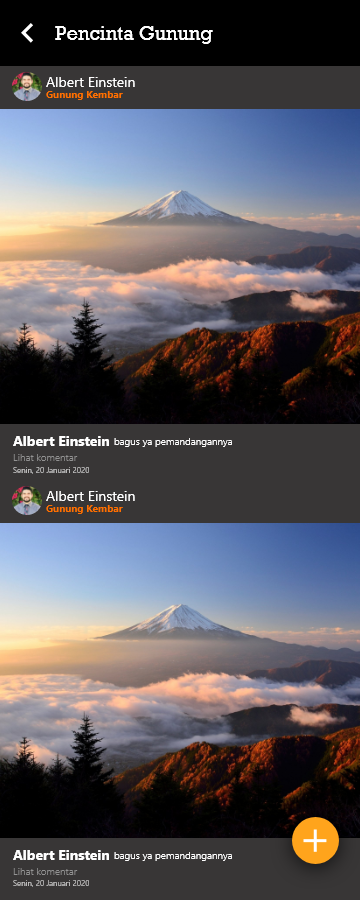 Pencinta Gunung
Albert Einstein
Gunung Kembar
Albert Einstein bagus ya pemandangannya
Lihat komentar
Senin, 20 Januari 2020
Albert Einstein
Gunung Kembar
Albert Einstein bagus ya pemandangannya
Lihat komentar
Senin, 20 Januari 2020